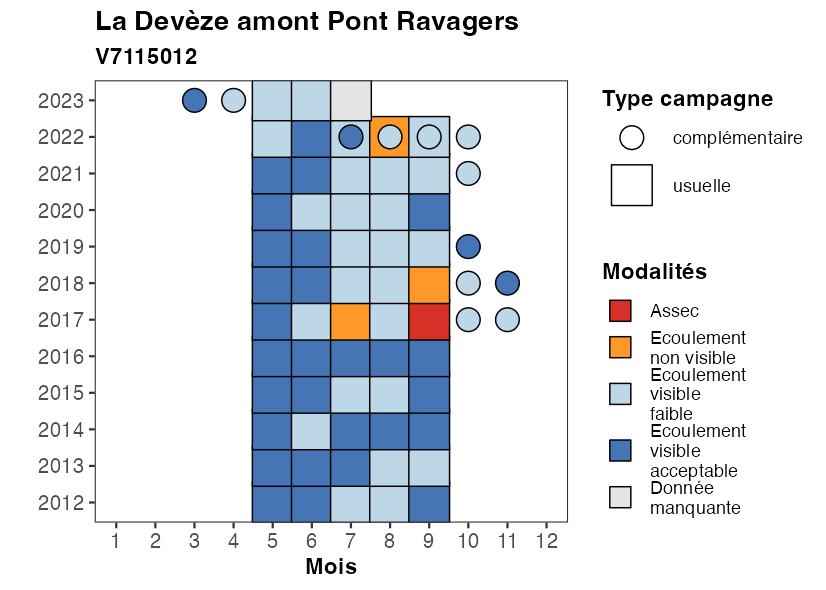 La Devèze amont Pont Ravagers
V7115012
2023
2022
2021
2020
2019
2018
2017
2016
2015
2014
2013
2012
1 2 3 4 5 6 7 8 9 10 11 12
Mois
Type campagne
complémentaire
usuelle
Modalités
Assec
Ecoulement
non visible
Ecoulement
visible
faible
Ecoulement
visible
acceptable
Donnée
manquante